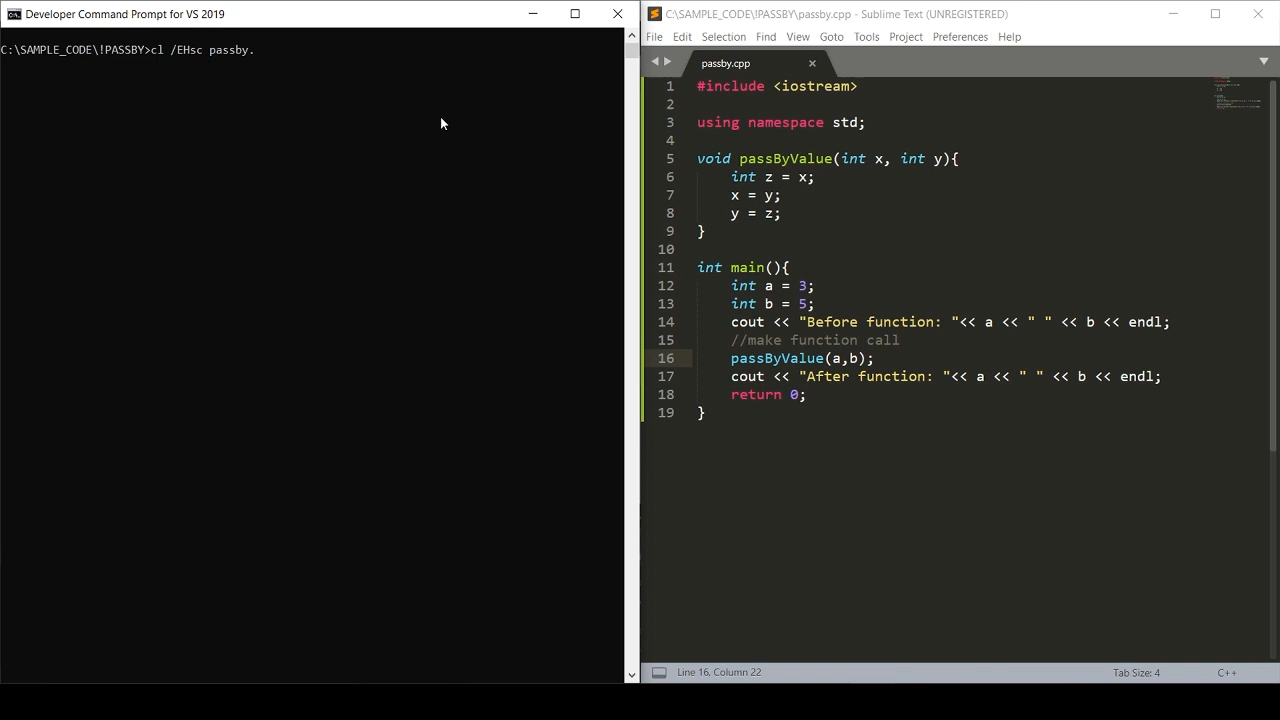 Developer Command Prompt for VS 2019
C:\SAMPLE_CODE\!PASSBY>cl /EHsc passby.
C:\SAMPLE_CODE\!PASSBY\passby.cpp - Sublime Text (UNREGISTERED)
File Edit Selection Find View Goto Tools Project Preferences Help
passby.cpp
1 #include <iostream>
2
3 using namespace std;
4
5 void passByValue(int x, int y){
6 int z = x;
7 x = y;
8 y = z;
9 }
10
11 int main(){
12 int a = 3;
13 int b = 5;
14 cout << "Before function: "<< a << " " << b << endl;
15 //make function call
16 passByValue(a,b);
17 cout << "After function: "<< a << " " << b << endl;
18 return 0;
19 }
Line 16, Column 22 Tab Size: 4 C++